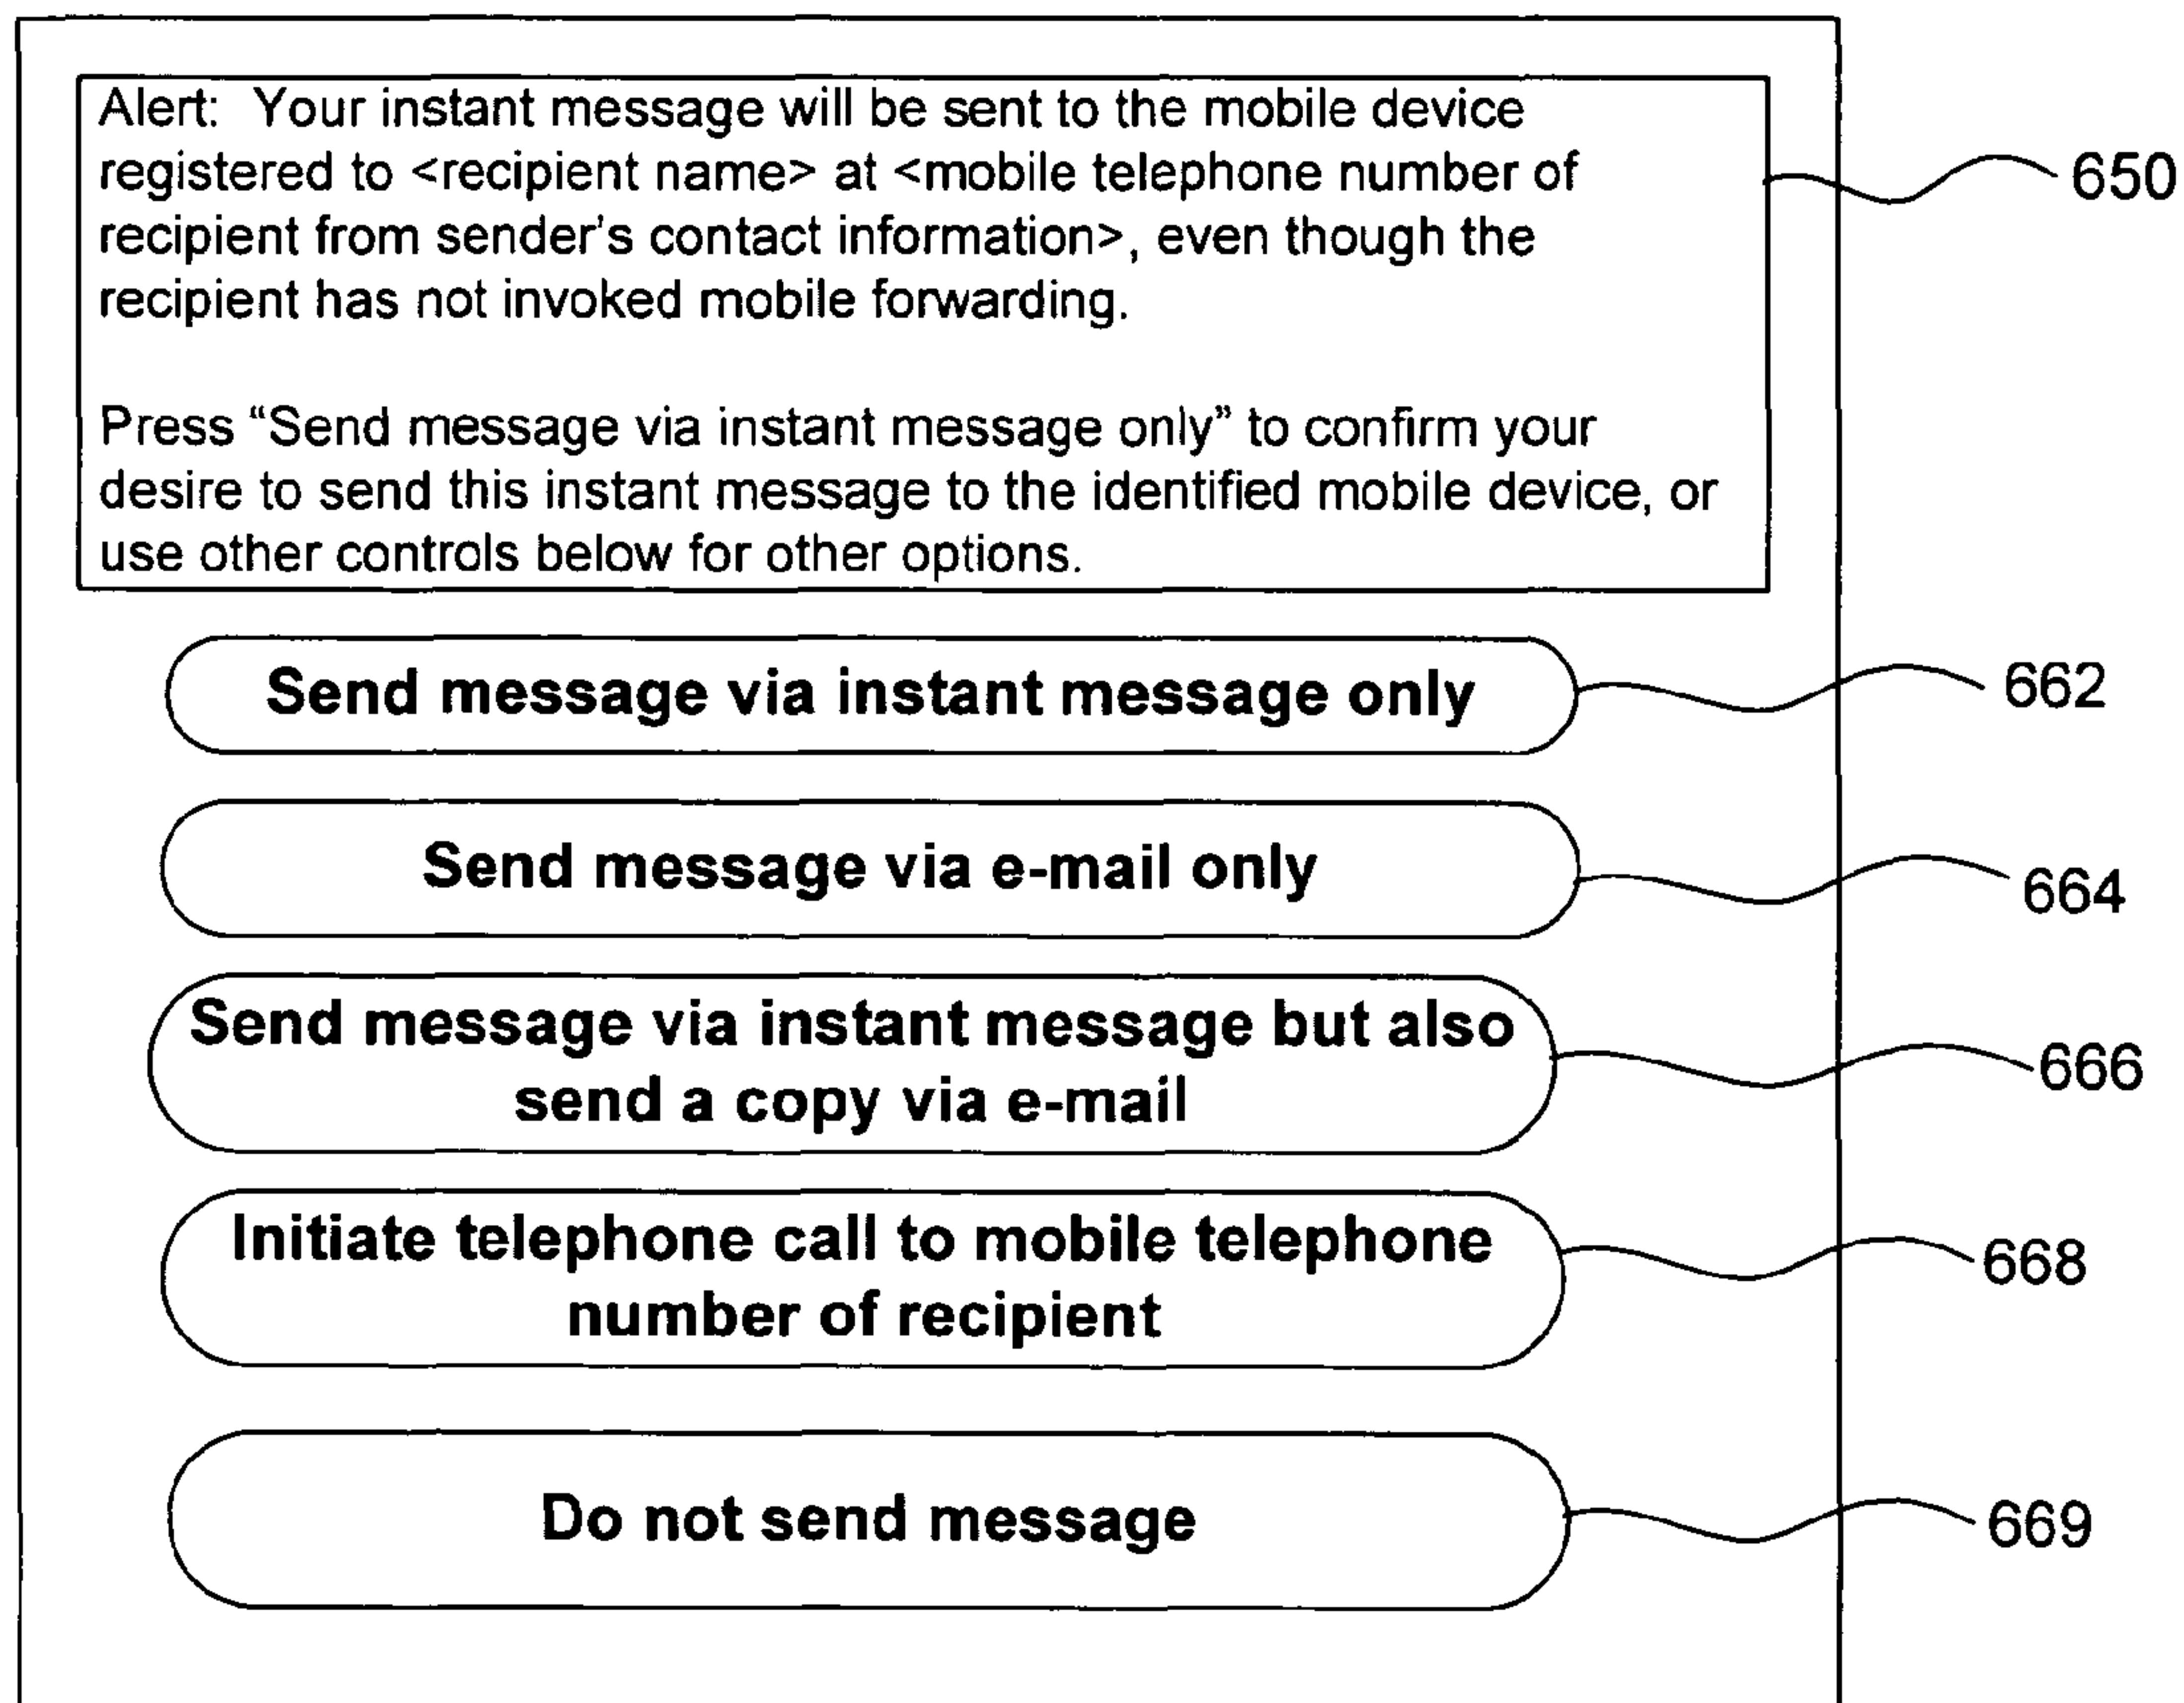 Alert:  Your instant message will be sent to the mobile device
registered to <recipient name> at <mobile telephone number of
recipient from sender's contact information>, even though the
recipient has not invoked mobile forwarding.
650
Press “Send message via instant message only” to confirm your
desire to send this instant message to the identified mobile device, or
use other controls below for other options.
Send message via instant message only
662
Send message via e-mail only
664
Send message via instant message but also
send a copy via e-mail
666
Initiate telephone call to mobile telephone
number of recipient
668
Do not send message
669